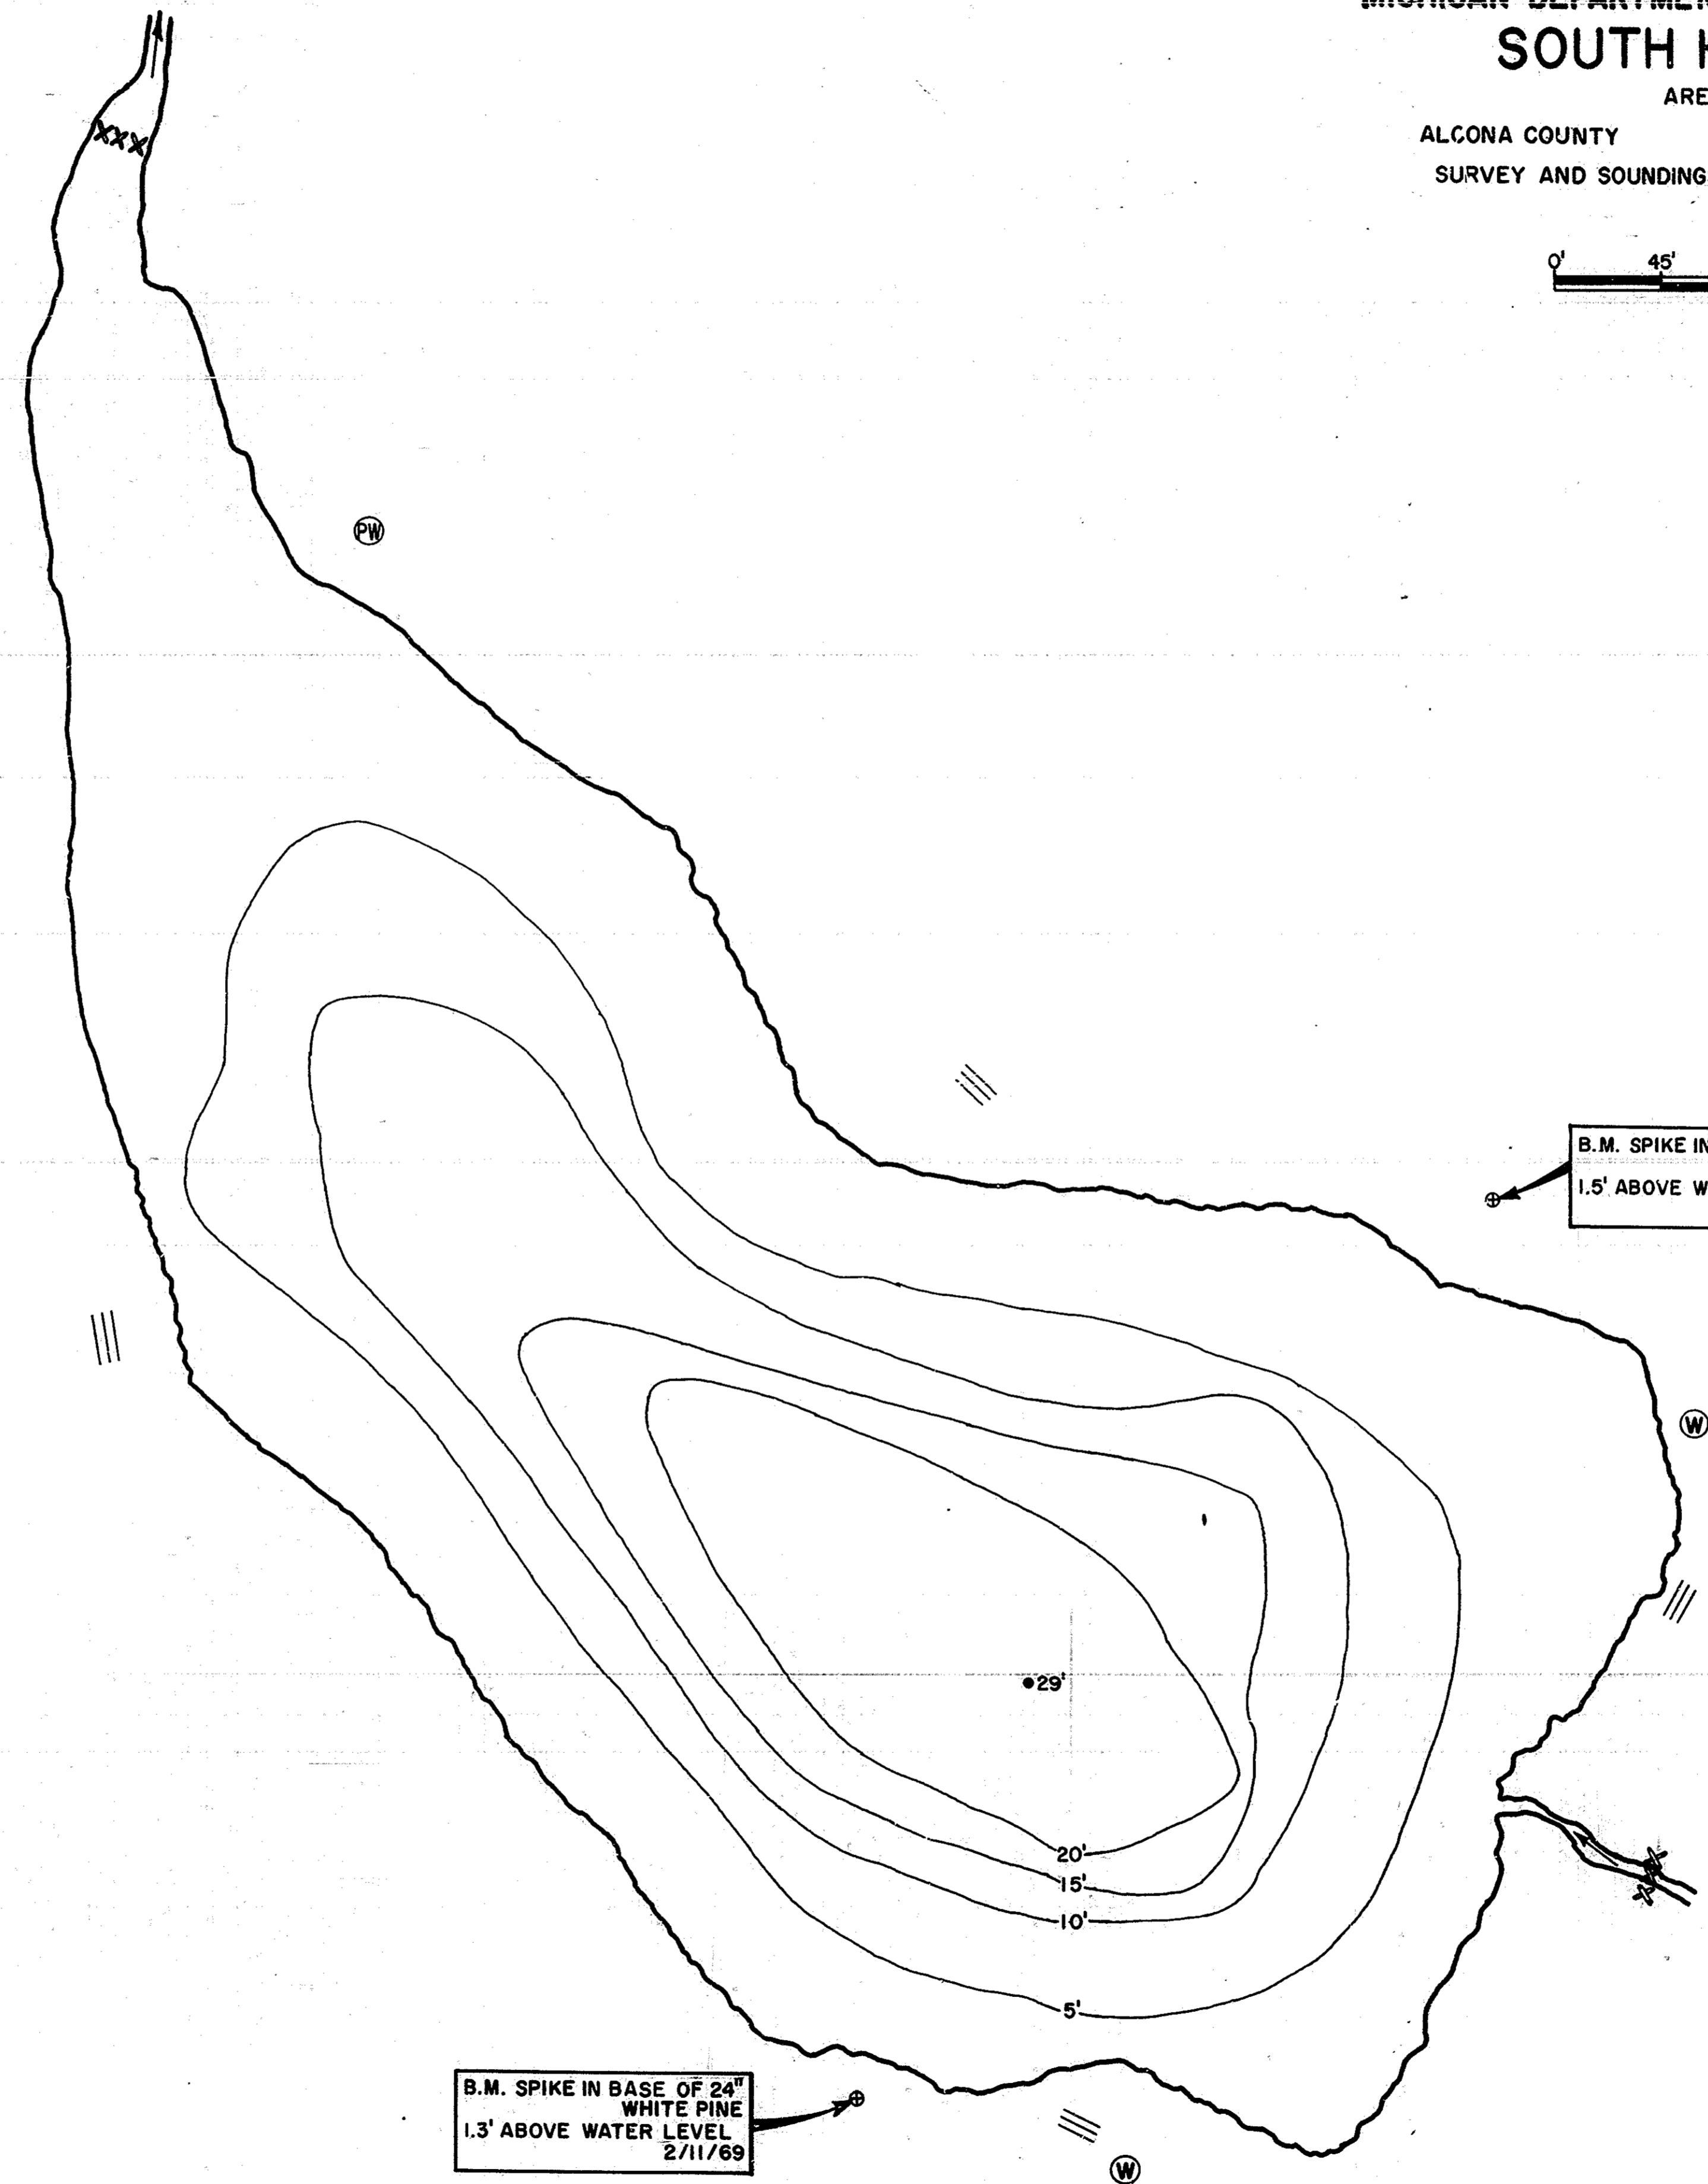 SOUTH
ALCONA COUNTY
SURVEY AND SOUNDING
0' 45'
XXX
PW
B.M. SPIKE IN
1.5' ABOVE
W
29'
20'
15'
10'
5'
B.M. SPIKE IN BASE OF 24"
WHITE PINE
1.3' ABOVE WATER LEVEL
2/11/69
W